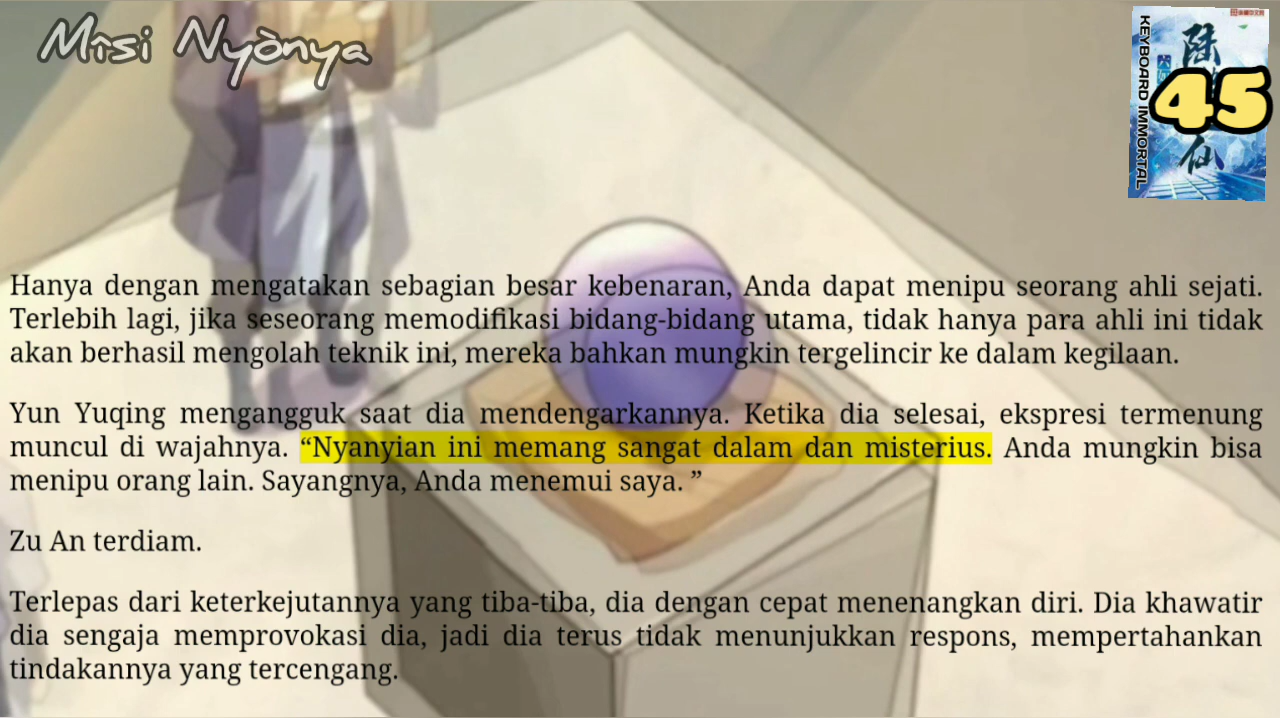 Mîsi Nyònya
KEYBOARD IMMORTAL
45
Hanya dengan mengatakan sebagian besar kebenaran, Anda dapat menipu seorang ahli sejati.
Terlebih lagi, jika seseorang memodifikasi bidang-bidang utama, tidak hanya para ahli ini tidak
akan berhasil mengolah teknik ini, mereka bahkan mungkin tergelincir ke dalam kegilaan.
Yun Yuqing mengangguk saat dia mendengarkannya. Ketika dia selesai, ekspresi termenung
muncul di wajahnya. “Nyanyian ini memang sangat dalam dan misterius. Anda mungkin bisa
menipu orang lain. Sayangnya, Anda menemui saya. ”
Zu An terdiam.
Terlepas dari keterkejutannya yang tiba-tiba, dia dengan cepat menenangkan diri. Dia khawatir
dia sengaja memprovokasi dia, jadi dia terus tidak menunjukkan respons, mempertahankan
tindakannya yang tercengang.